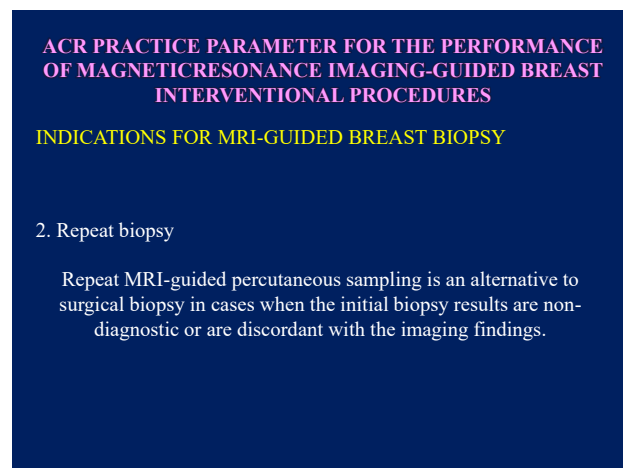 ACR PRACTICE PARAMETER FOR THE PERFORMANCE
OF MAGNETICRESONANCE IMAGING-GUIDED BREAST
INTERVENTIONAL PROCEDURES
INDICATIONS FOR MRI-GUIDED BREAST BIOPSY
2. Repeat biopsy
Repeat MRI-guided percutaneous sampling is an alternative to
surgical biopsy in cases when the initial biopsy results are non-
diagnostic or are discordant with the imaging findings.